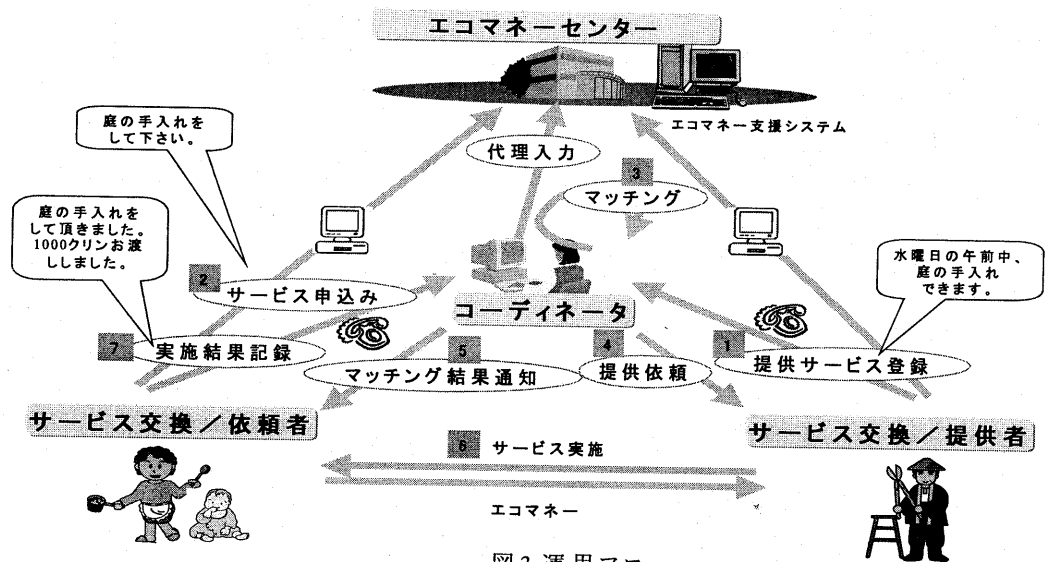 エコマネーセンター
エコマネー支援システム
庭の手入れを
して下さい。
代理入力
3
マッチング
庭の手入れを
して頂きました。
1000クリンお渡
ししました。
水曜日の午前中、
庭の手入れ
できます。
2
サービス申込み
コーディネータ
7
実施結果記録
5
マッチング結果通知
4
提供依頼
1
提供サービス登録
サービス交換／依頼者
サービス交換／提供者
6
サービス実施
エコマネー